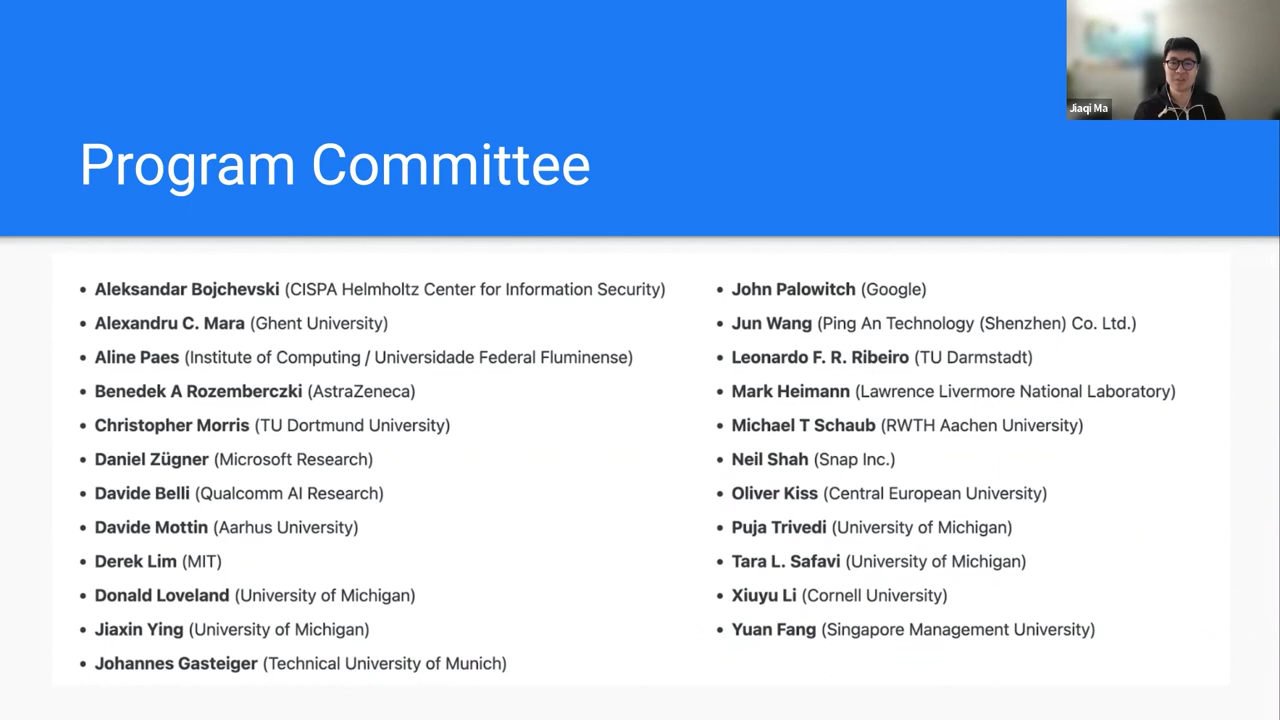 Jiaqi Ma
Program Committee
• Aleksandar Bojchevski (CISPA Helmholtz Center for Information Security)
• Alexandru C. Mara (Ghent University)
• Aline Paes (Institute of Computing / Universidade Federal Fluminense)
• Benedek A Rozemberczki (AstraZeneca)
• Christopher Morris (TU Dortmund University)
• Daniel Zügner (Microsoft Research)
• Davide Belli (Qualcomm AI Research)
• Davide Mottin (Aarhus University)
• Derek Lim (MIT)
• Donald Loveland (University of Michigan)
• Jiaxin Ying (University of Michigan)
• Johannes Gasteiger (Technical University of Munich)
• John Palowitch (Google)
• Jun Wang (Ping An Technology (Shenzhen) Co. Ltd.)
• Leonardo F. R. Ribeiro (TU Darmstadt)
• Mark Heimann (Lawrence Livermore National Laboratory)
• Michael T Schaub (RWTH Aachen University)
• Neil Shah (Snap Inc.)
• Oliver Kiss (Central European University)
• Puja Trivedi (University of Michigan)
• Tara L. Safavi (University of Michigan)
• Xiuyu Li (Cornell University)
• Yuan Fang (Singapore Management University)